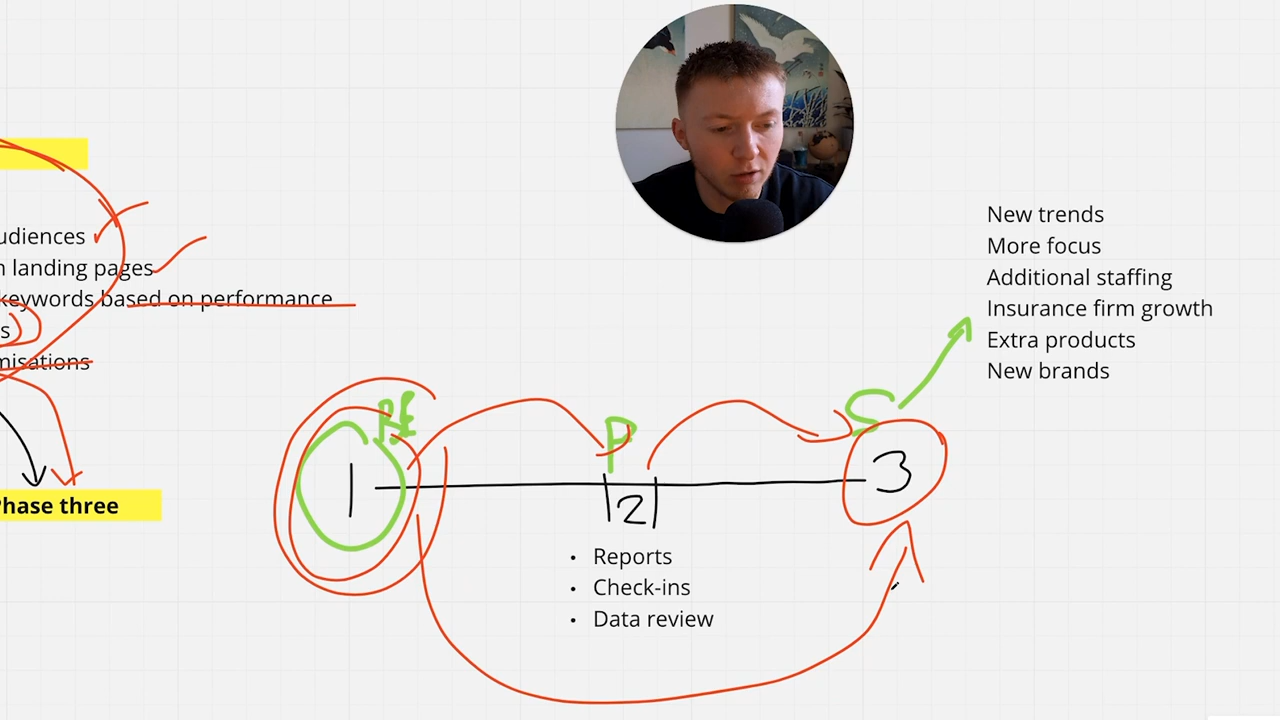 udiences
n landing pages
keywords based on performance
s
misations
Phase three
RE
1
P
2
Reports
Check-ins
Data review
S
3
New trends
More focus
Additional staffing
Insurance firm growth
Extra products
New brands